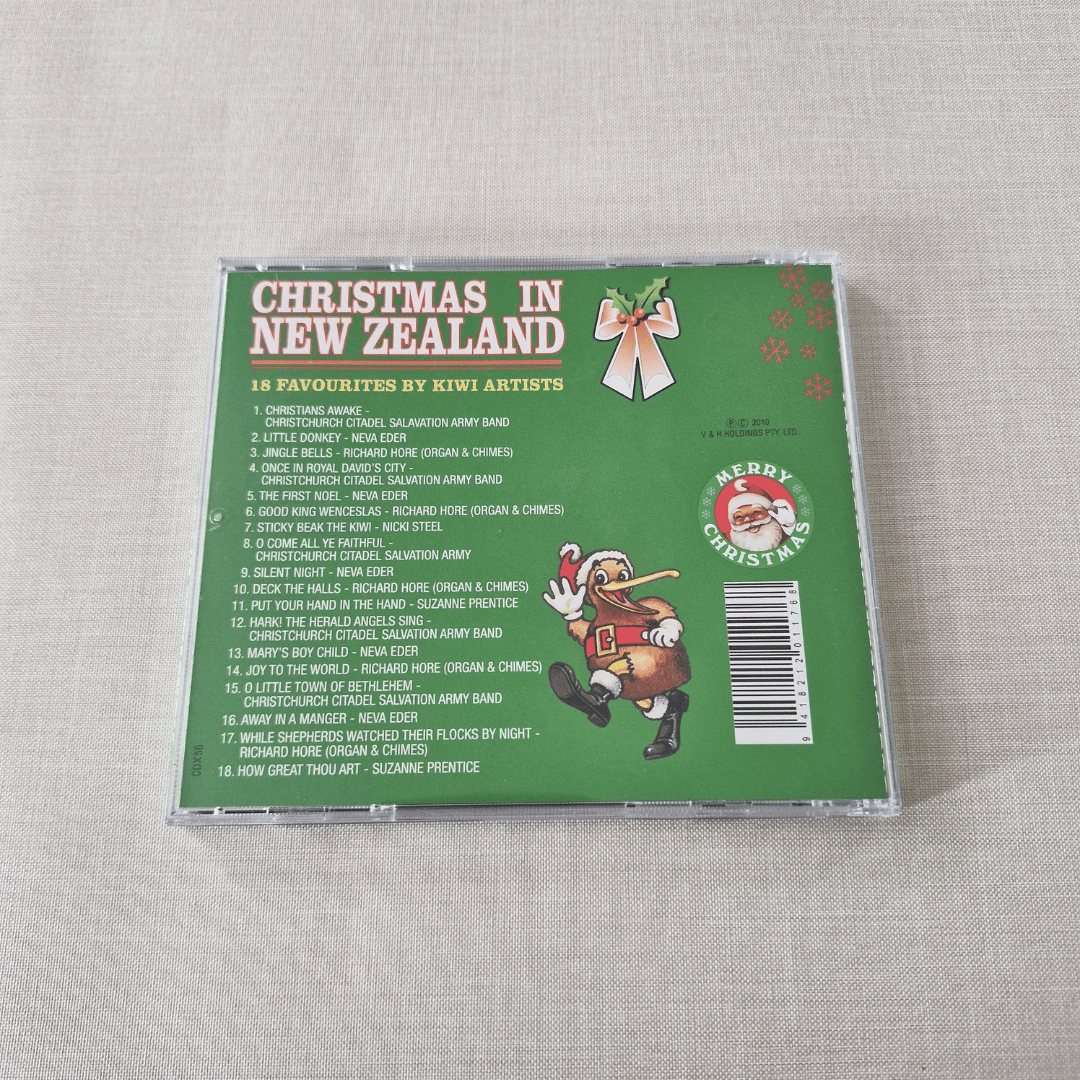 CHRISTMAS IN
NEW ZEALAND
18 FAVOURITES BY KIWI ARTISTS
1. CHRISTIANS AWAKE -
CHRISTCHURCH CITADEL SALAVATION ARMY BAND
2. LITTLE DONKEY - NEVA EDER
3. JINGLE BELLS - RICHARD HORE (ORGAN & CHIMES)
4. ONCE IN ROYAL DAVID'S CITY -
CHRISTCHURCH CITADEL SALVATION ARMY BAND
5. THE FIRST NOEL - NEVA EDER
6. GOOD KING WENCESLAS - RICHARD HORE (ORGAN & CHIMES)
7. STICKY BEAK THE KIWI - NICKI STEEL
8. O COME ALL YE FAITHFUL -
CHRISTCHURCH CITADEL SALVATION ARMY
9. SILENT NIGHT - NEVA EDER
10. DECK THE HALLS - RICHARD HORE (ORGAN & CHIMES)
11. PUT YOUR HAND IN THE HAND - SUZANNE PRENTICE
12. HARK! THE HERALD ANGELS SING -
CHRISTCHURCH CITADEL SALVATION ARMY BAND
13. MARY'S BOY CHILD - NEVA EDER
14. JOY TO THE WORLD - RICHARD HORE (ORGAN & CHIMES)
15. O LITTLE TOWN OF BETHLEHEM -
CHRISTCHURCH CITADEL SALVATION ARMY BAND
16. AWAY IN A MANGER - NEVA EDER
17. WHILE SHEPHERDS WATCHED THEIR FLOCKS BY NIGHT -
RICHARD HORE (ORGAN & CHIMES)
18. HOW GREAT THOU ART - SUZANNE PRENTICE
CDX56
Ⓟ © 2010
V & H HOLDINGS PTY. LTD.
MERRY
CHRISTMAS
9 418212 011768